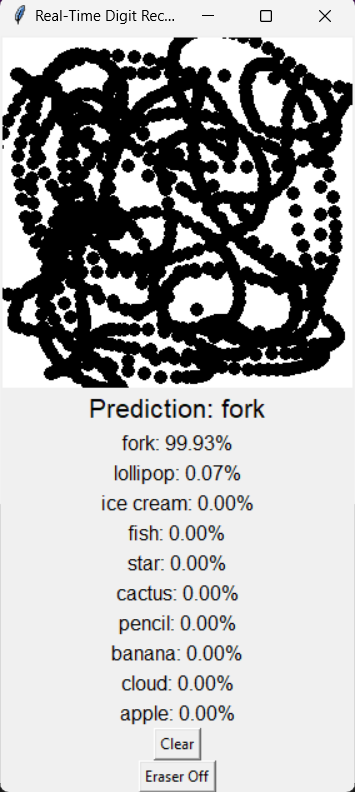 Real-Time Digit Rec...
Prediction: fork
fork: 99.93%
lollipop: 0.07%
ice cream: 0.00%
fish: 0.00%
star: 0.00%
cactus: 0.00%
pencil: 0.00%
banana: 0.00%
cloud: 0.00%
apple: 0.00%
Clear
Eraser Off